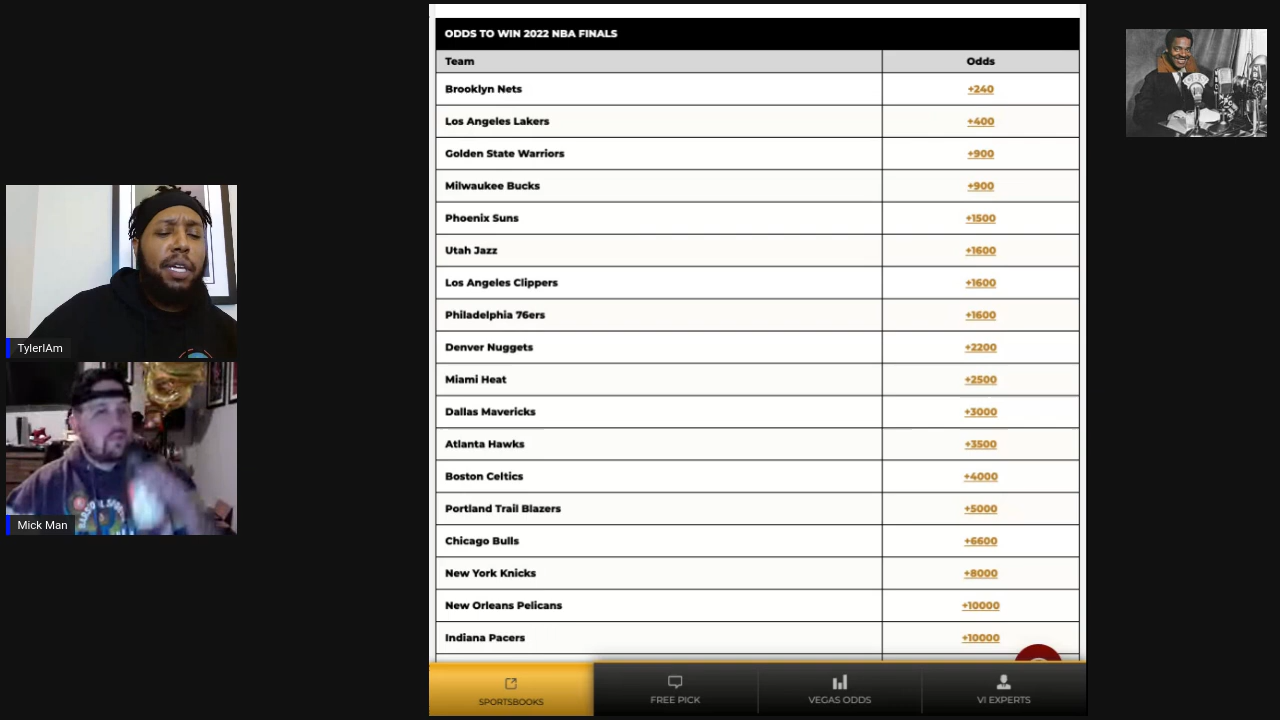 ODDS TO WIN 2022 NBA FINALS
Team Odds
Brooklyn Nets +240
Los Angeles Lakers +400
Golden State Warriors +900
Milwaukee Bucks +900
Phoenix Suns +1500
Utah Jazz +1600
Los Angeles Clippers +1600
Philadelphia 76ers +1600
Denver Nuggets +2200
Miami Heat +2500
Dallas Mavericks +3000
Atlanta Hawks +3500
Boston Celtics +4000
Portland Trail Blazers +5000
Chicago Bulls +6600
New York Knicks +8000
New Orleans Pelicans +10000
Indiana Pacers +10000
SPORTSBOOKS FREE PICK VEGAS ODDS VI EXPERTS
TylerIAm
Mick Man